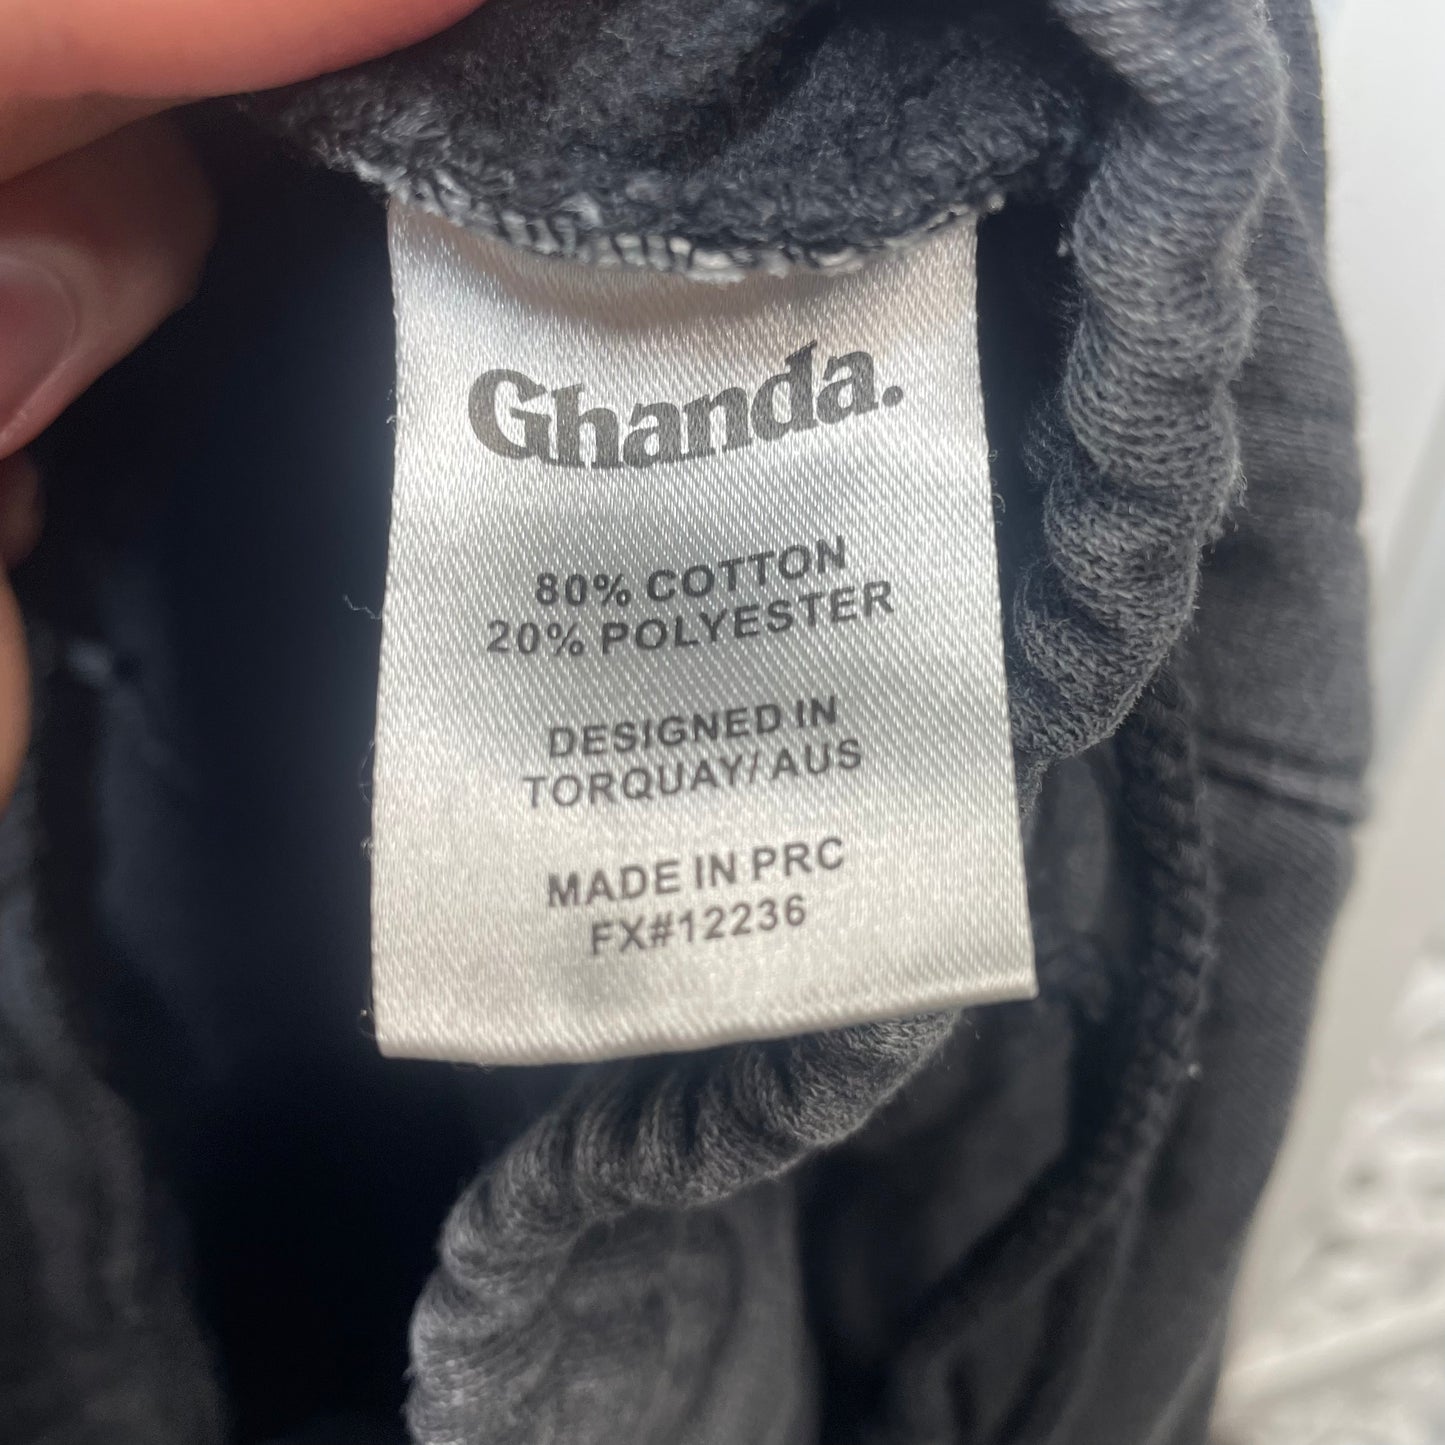 Ghanda.
80% COTTON
20% POLYESTER
DESIGNED IN
TORQUAY/ AUS
MADE IN PRC
FX#12236